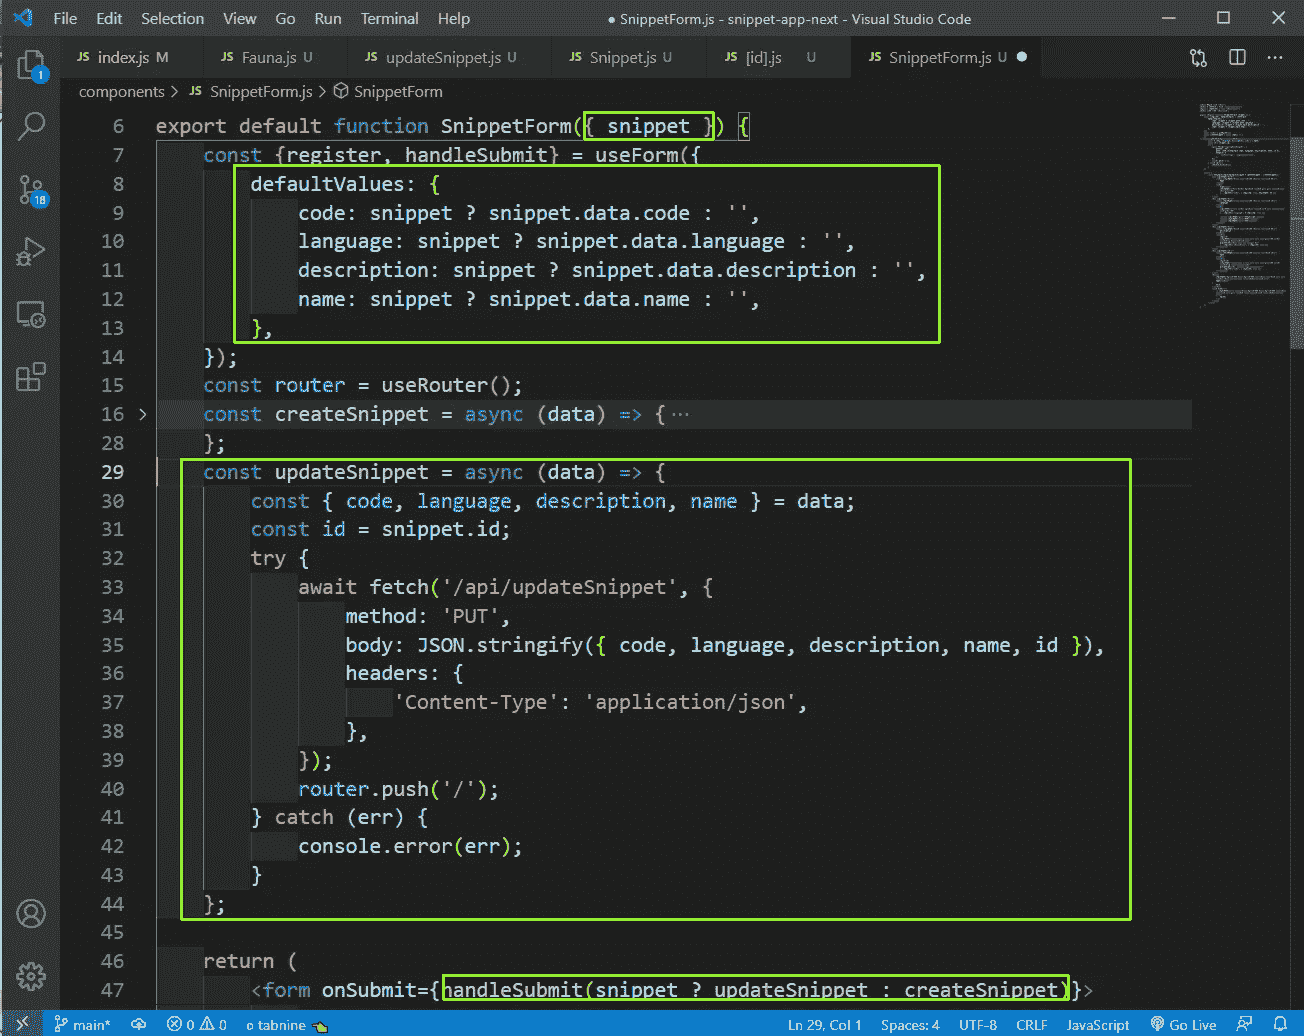 File Edit Selection View Go Run Terminal Help ● SnippetForm.js - snippet-app-next - Visual Studio Code
JS index.js M JS Fauna.js U JS updateSnippet.js U JS Snippet.js U JS [id].js U JS SnippetForm.js U
components > JS SnippetForm.js > SnippetForm
6 export default function SnippetForm({ snippet }) {
7 const {register, handleSubmit} = useForm({
8 defaultValues: {
9 code: snippet ? snippet.data.code : '',
10 language: snippet ? snippet.data.language : '',
11 description: snippet ? snippet.data.description : '',
12 name: snippet ? snippet.data.name : '',
13 },
14 });
15 const router = useRouter();
16 const createSnippet = async (data) => { ...
28 };
29 const updateSnippet = async (data) => {
30 const { code, language, description, name } = data;
31 const id = snippet.id;
32 try {
33 await fetch('/api/updateSnippet', {
34 method: 'PUT',
35 body: JSON.stringify({ code, language, description, name, id }),
36 headers: {
37 'Content-Type': 'application/json',
38 },
39 });
40 router.push('/');
41 } catch (err) {
42 console.error(err);
43 }
44 };
45
46 return (
47 <form onSubmit={handleSubmit(snippet ? updateSnippet : createSnippet)}>
1
18
main* 0 0 tabnine Ln 29, Col 1 Spaces: 4 UTF-8 CRLF JavaScript Go Live